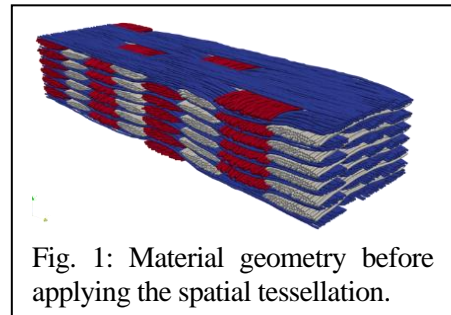 Fig. 1: Material geometry before
applying the spatial tessellation.